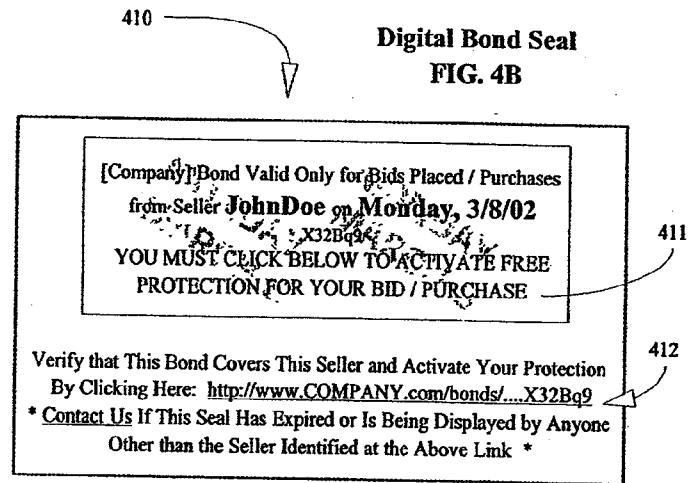 410
Digital Bond Seal
FIG. 4B
[Company] Bond Valid Only for Bids Placed / Purchases
from Seller JohnDoe on Monday, 3/8/02
X32Bq9
YOU MUST CLICK BELOW TO ACTIVATE FREE
PROTECTION FOR YOUR BID / PURCHASE
411
Verify that This Bond Covers This Seller and Activate Your Protection
412
By Clicking Here: http://www.COMPANY.com/bonds/....X32Bq9
* Contact Us If This Seal Has Expired or Is Being Displayed by Anyone
Other than the Seller Identified at the Above Link *